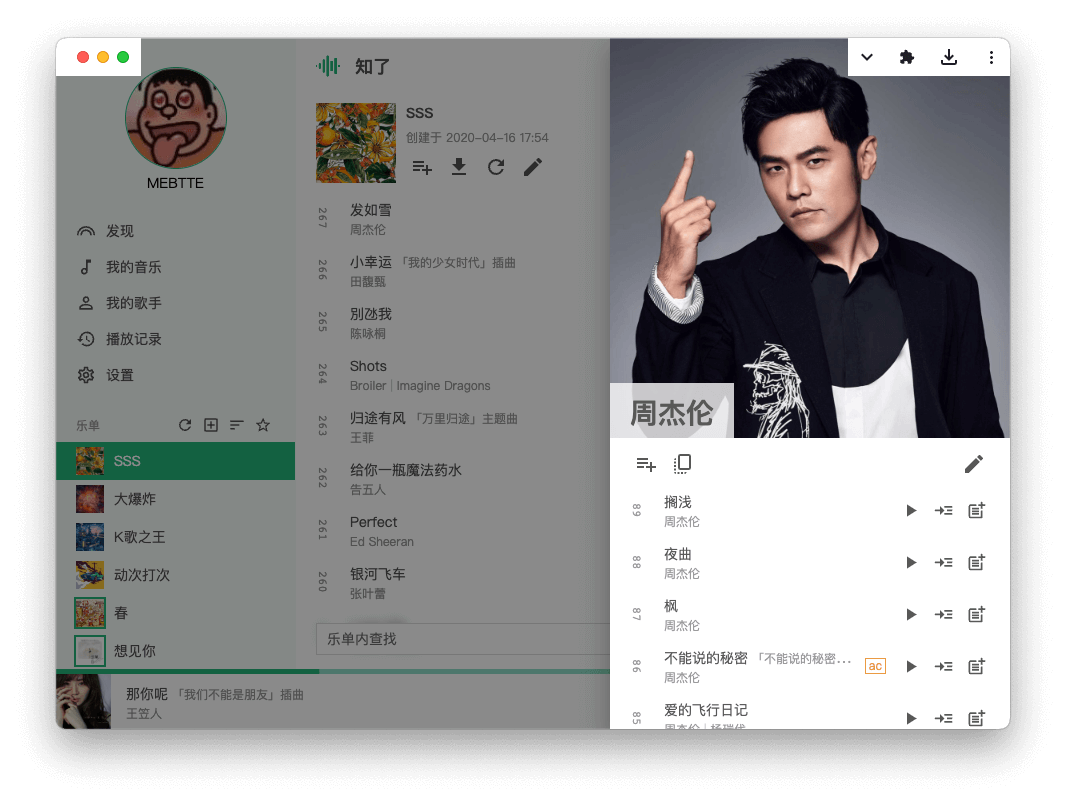 MEBTTE
发现
我的音乐
我的歌手
播放记录
设置
乐单
SSS
大爆炸
K歌之王
动次打次
春
想见你
知了
SSS
创建于 2020-04-16 17:54
267 发如雪
周杰伦
266 小幸运 「我的少女时代」插曲
田馥甄
265 別氹我
陈咏桐
264 Shots
Broiler | Imagine Dragons
263 归途有风 「万里归途」主题曲
王菲
262 给你一瓶魔法药水
告五人
261 Perfect
Ed Sheeran
260 银河飞车
张叶蕾
乐单内查找
那你呢 「我们不能是朋友」插曲
王笠人
周杰伦
89 搁浅
周杰伦
88 夜曲
周杰伦
87 枫
周杰伦
86 不能说的秘密 「不能说的秘密... ac
周杰伦
85 爱的飞行日记
周杰伦 | 杨瑞代